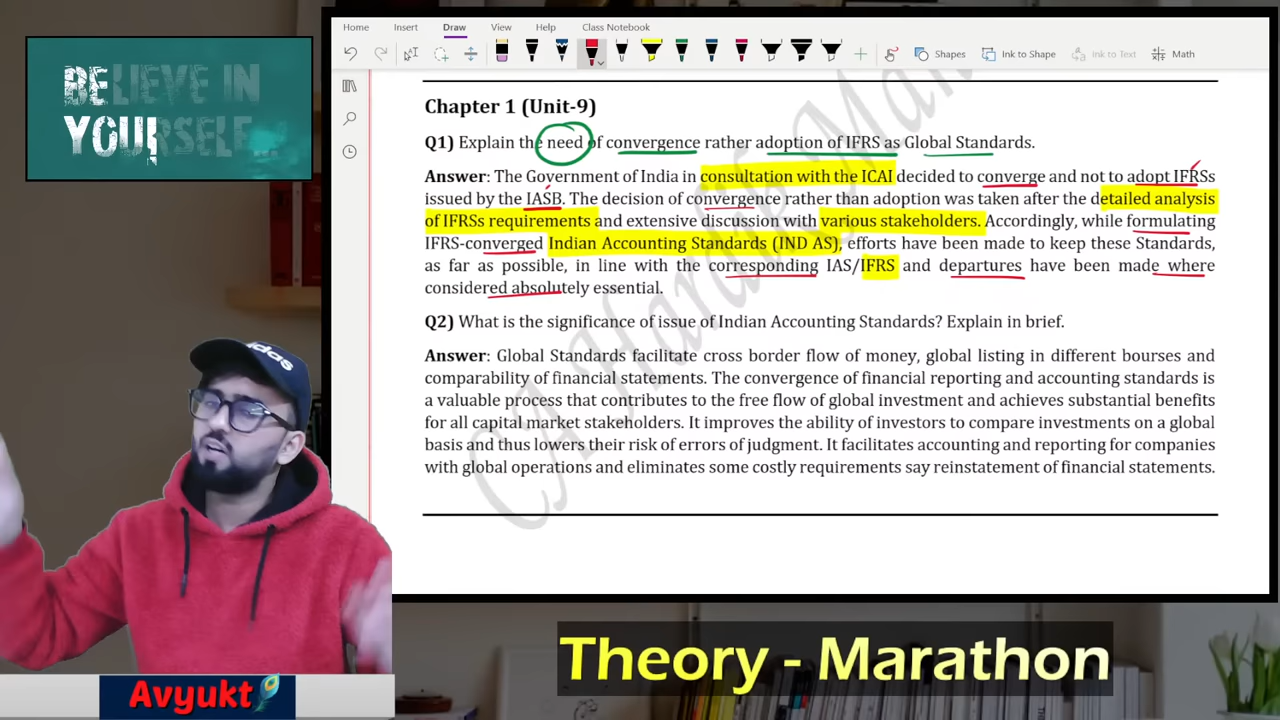 Home Insert Draw View Help Class Notebook
Shapes Ink to Shape Ink to Text Math
BELIEVE IN
YOURSELF...
Chapter 1 (Unit-9)
Q1) Explain the need of convergence rather adoption of IFRS as Global Standards.
Answer: The Government of India in consultation with the ICAI decided to converge and not to adopt IFRSs
issued by the IASB. The decision of convergence rather than adoption was taken after the detailed analysis
of IFRSs requirements and extensive discussion with various stakeholders. Accordingly, while formulating
IFRS-converged Indian Accounting Standards (IND AS), efforts have been made to keep these Standards,
as far as possible, in line with the corresponding IAS/IFRS and departures have been made where
considered absolutely essential.
Q2) What is the significance of issue of Indian Accounting Standards? Explain in brief.
Answer: Global Standards facilitate cross border flow of money, global listing in different bourses and
comparability of financial statements. The convergence of financial reporting and accounting standards is
a valuable process that contributes to the free flow of global investment and achieves substantial benefits
for all capital market stakeholders. It improves the ability of investors to compare investments on a global
basis and thus lowers their risk of errors of judgment. It facilitates accounting and reporting for companies
with global operations and eliminates some costly requirements say reinstatement of financial statements.
CA Hardik Man
adidas
Theory - Marathon
Avyukt